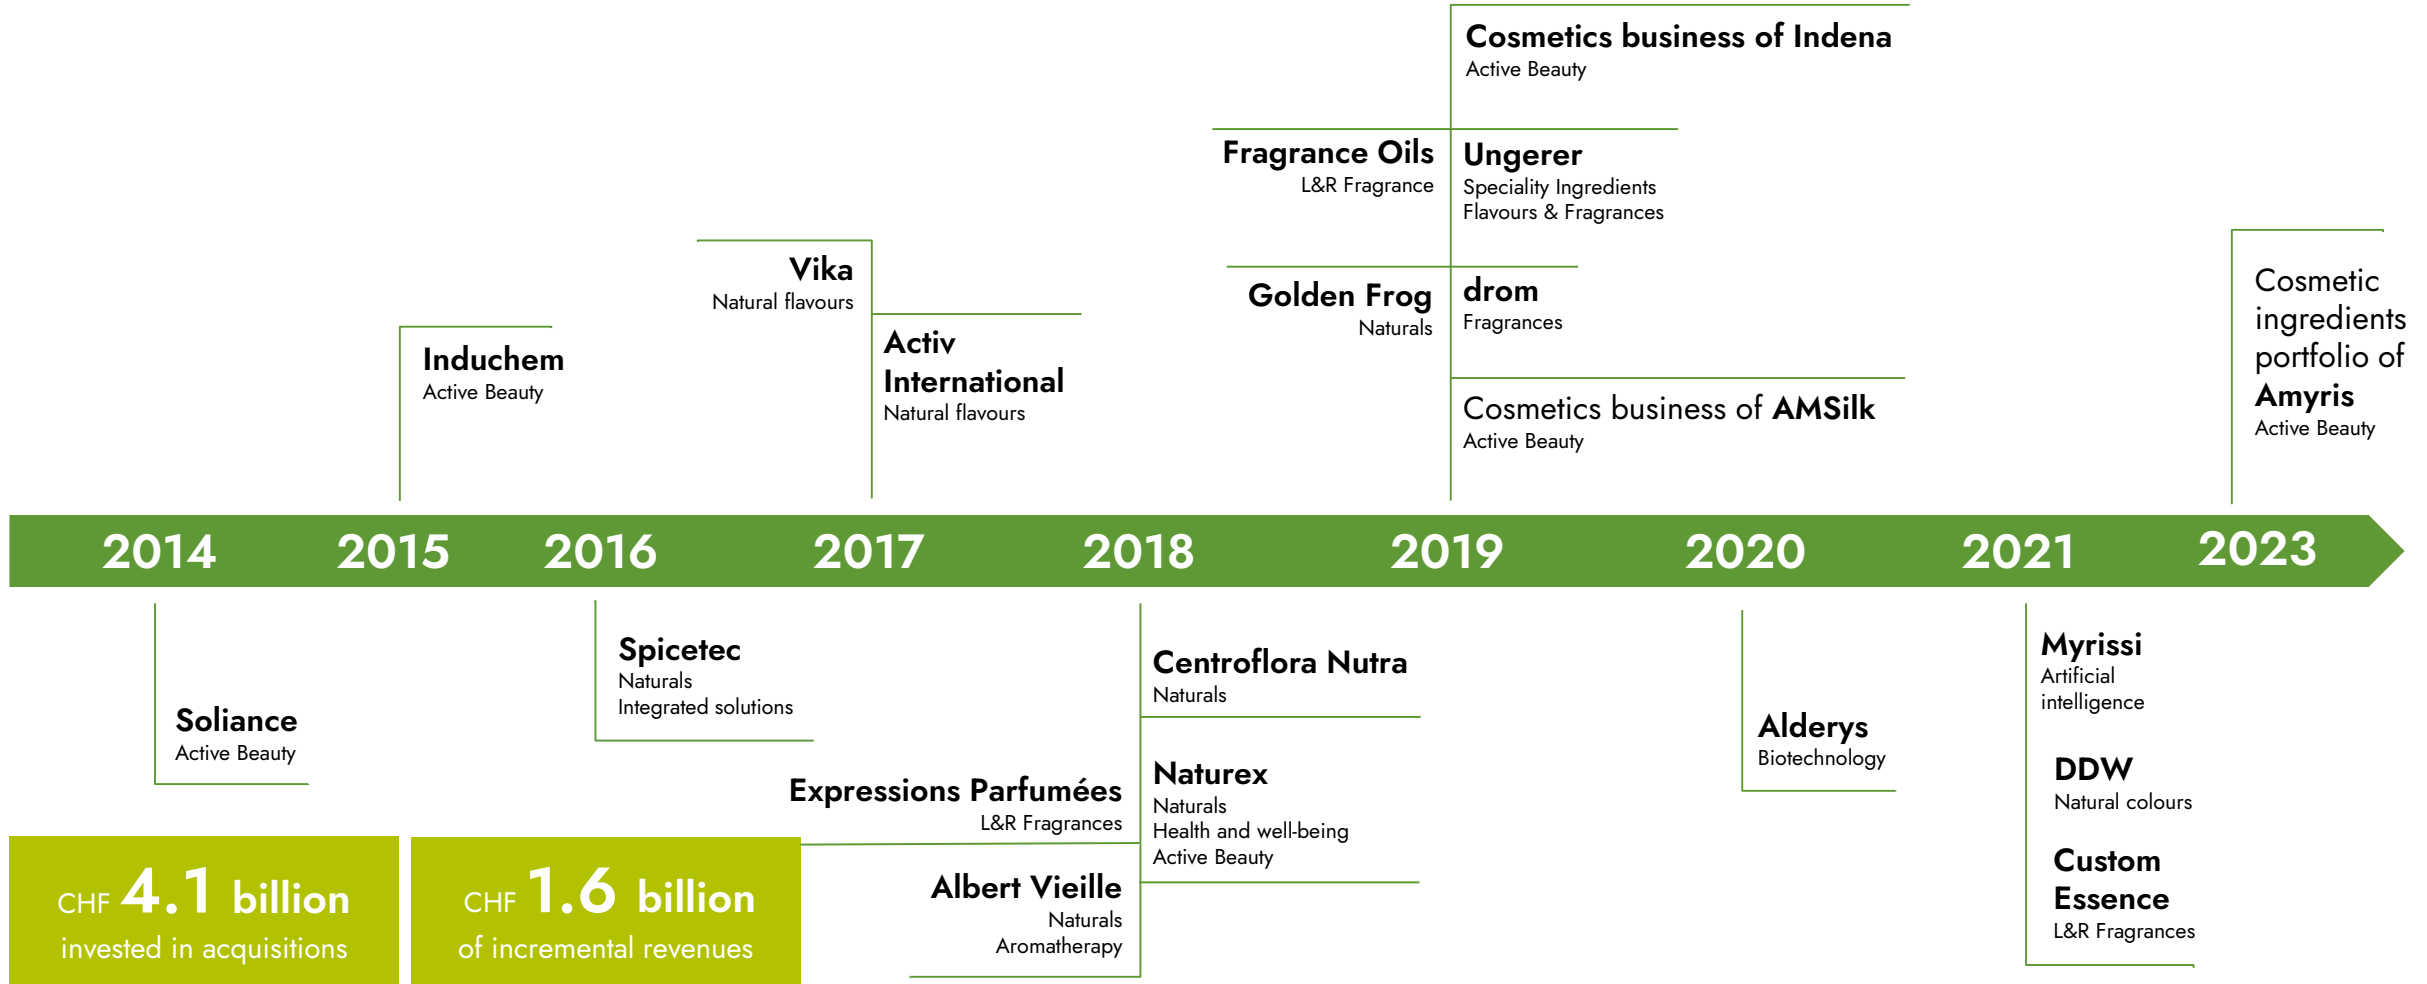 Cosmetics business of Indena
Active Beauty
Fragrance Oils
L&R Fragrance
Ungerer
Speciality Ingredients
Flavours & Fragrances
Golden Frog
Naturals
drom
Fragrances
Cosmetics business of AMSilk
Active Beauty
Vika
Natural flavours
Activ
International
Natural flavours
Induchem
Active Beauty
Cosmetic
ingredients
portfolio of
Amyris
Active Beauty
2014
2015
2016
2017
2018
2019
2020
2021
2023
Soliance
Active Beauty
Spicetec
Naturals
Integrated solutions
Centroflora Nutra
Naturals
Expressions Parfumées
L&R Fragrances
Naturex
Naturals
Health and well-being
Active Beauty
Albert Vieille
Naturals
Aromatherapy
Alderys
Biotechnology
Myrissi
Artificial
intelligence
DDW
Natural colours
Custom
Essence
L&R Fragrances
CHF 4.1 billion
invested in acquisitions
CHF 1.6 billion
of incremental revenues